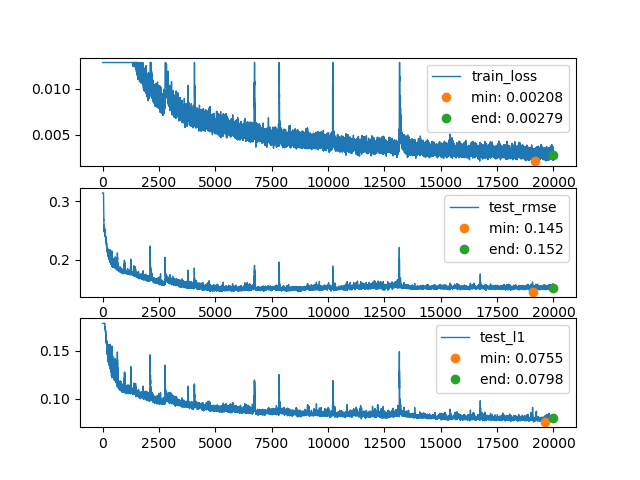 train_loss
min: 0.00208
end: 0.00279
0.010
0.005
0 2500 5000 7500 10000 12500 15000 17500 20000
test_rmse
min: 0.145
end: 0.152
0.3
0.2
0 2500 5000 7500 10000 12500 15000 17500 20000
test_l1
min: 0.0755
end: 0.0798
0.15
0.10
0 2500 5000 7500 10000 12500 15000 17500 20000